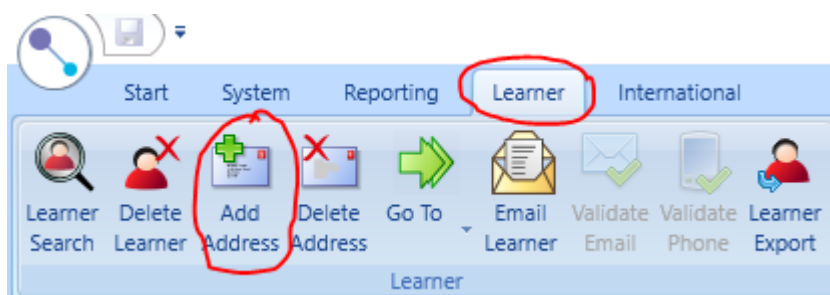 Start System Reporting Learner International
Learner Delete Add Delete Go To Email Validate Validate Learner
Search Learner Address Address Learner Email Phone Export
Learner